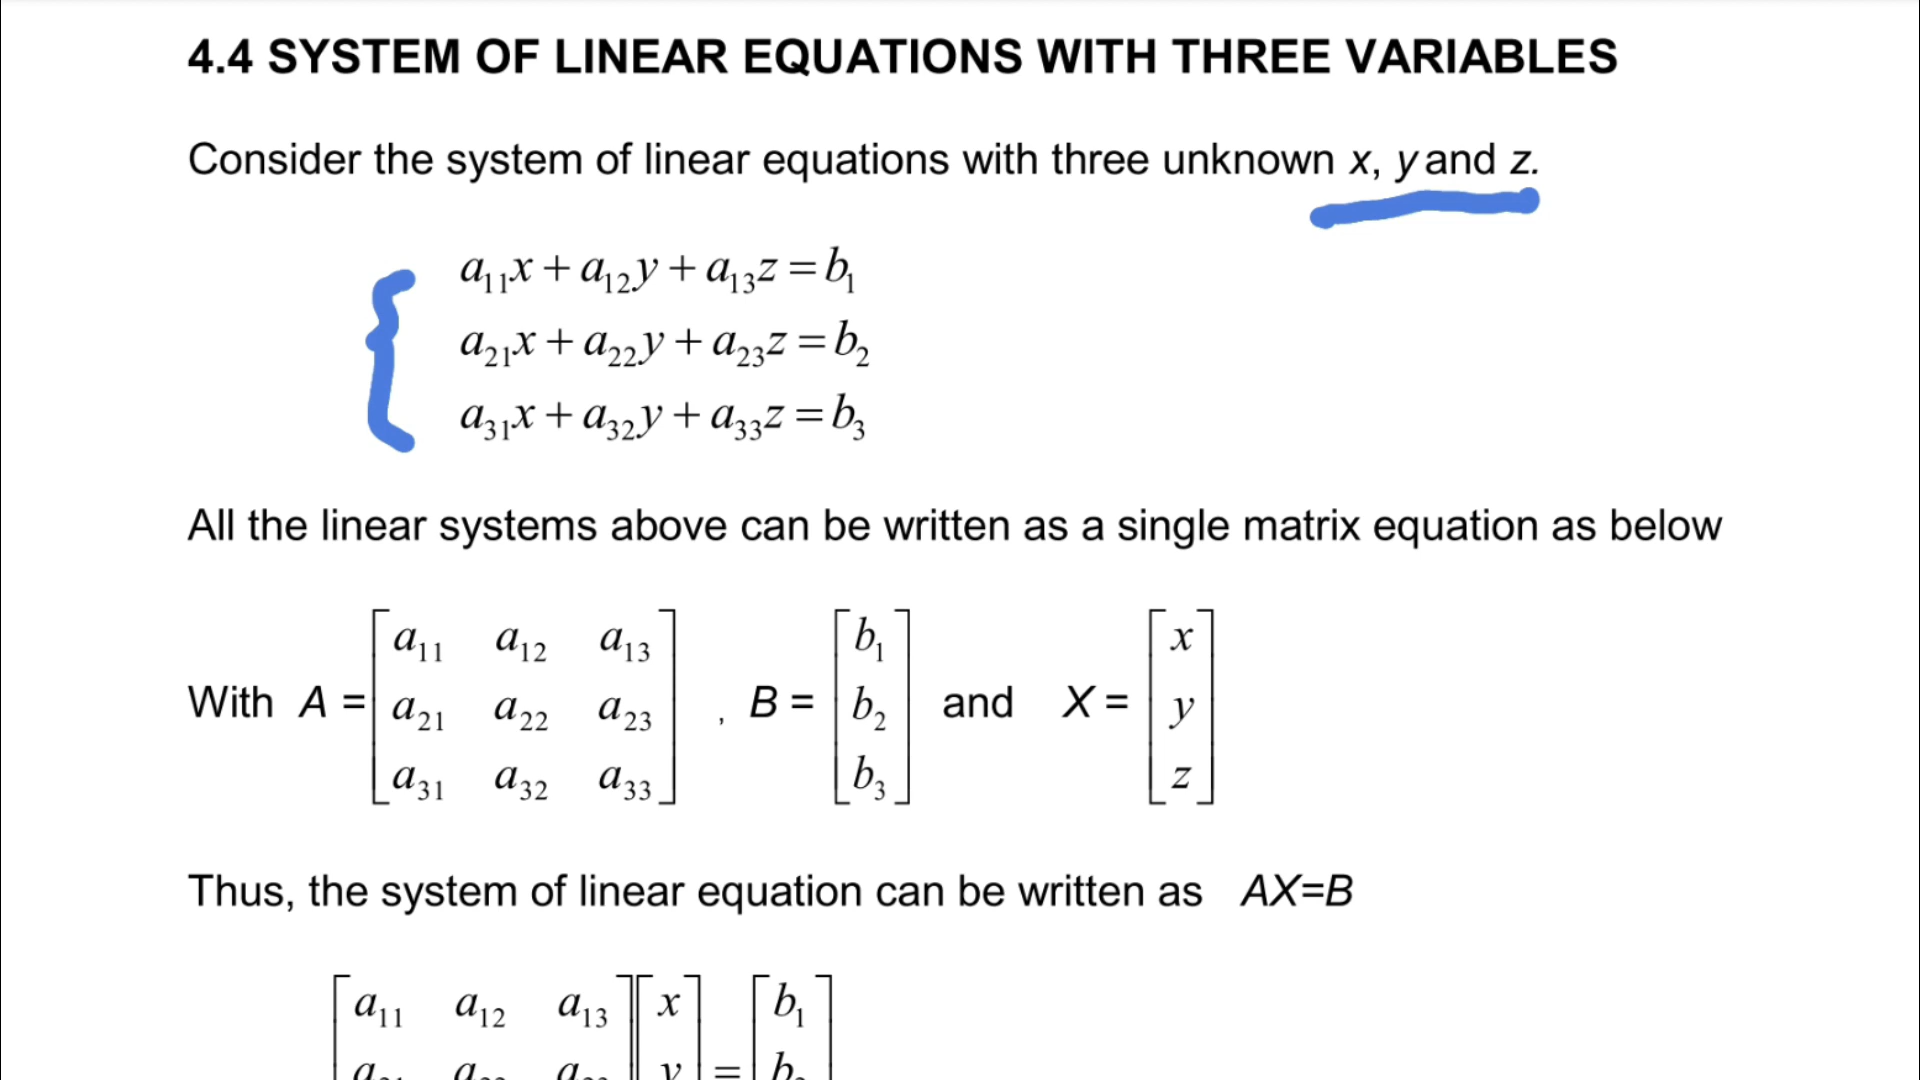 4.4 SYSTEM OF LINEAR EQUATIONS WITH THREE VARIABLES
Consider the system of linear equations with three unknown x, y and z.
a₁₁x + a₁₂y + a₁₃z = b₁
a₂₁x + a₂₂y + a₂₃z = b₂
a₃₁x + a₃₂y + a₃₃z = b₃
All the linear systems above can be written as a single matrix equation as below
With A = [a₁₁ a₁₂ a₁₃; a₂₁ a₂₂ a₂₃; a₃₁ a₃₂ a₃₃] , B = [b₁; b₂; b₃] and X = [x; y; z]
Thus, the system of linear equation can be written as AX=B
a₁₁ a₁₂ a₁₃ x b₁
y =